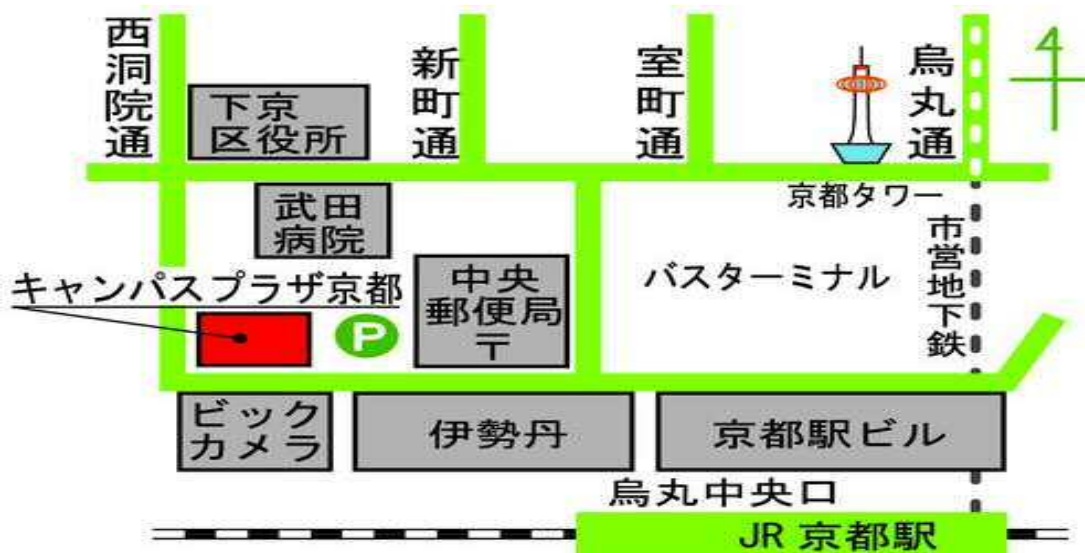 西洞院通
新町通
室町通
烏丸通
下京
区役所
京都タワー
武田
病院
市営地下鉄
キャンパスプラザ京都
中央
郵便局
〒
バスターミナル
P
ビック
カメラ
伊勢丹
京都駅ビル
烏丸中央口
JR 京都駅